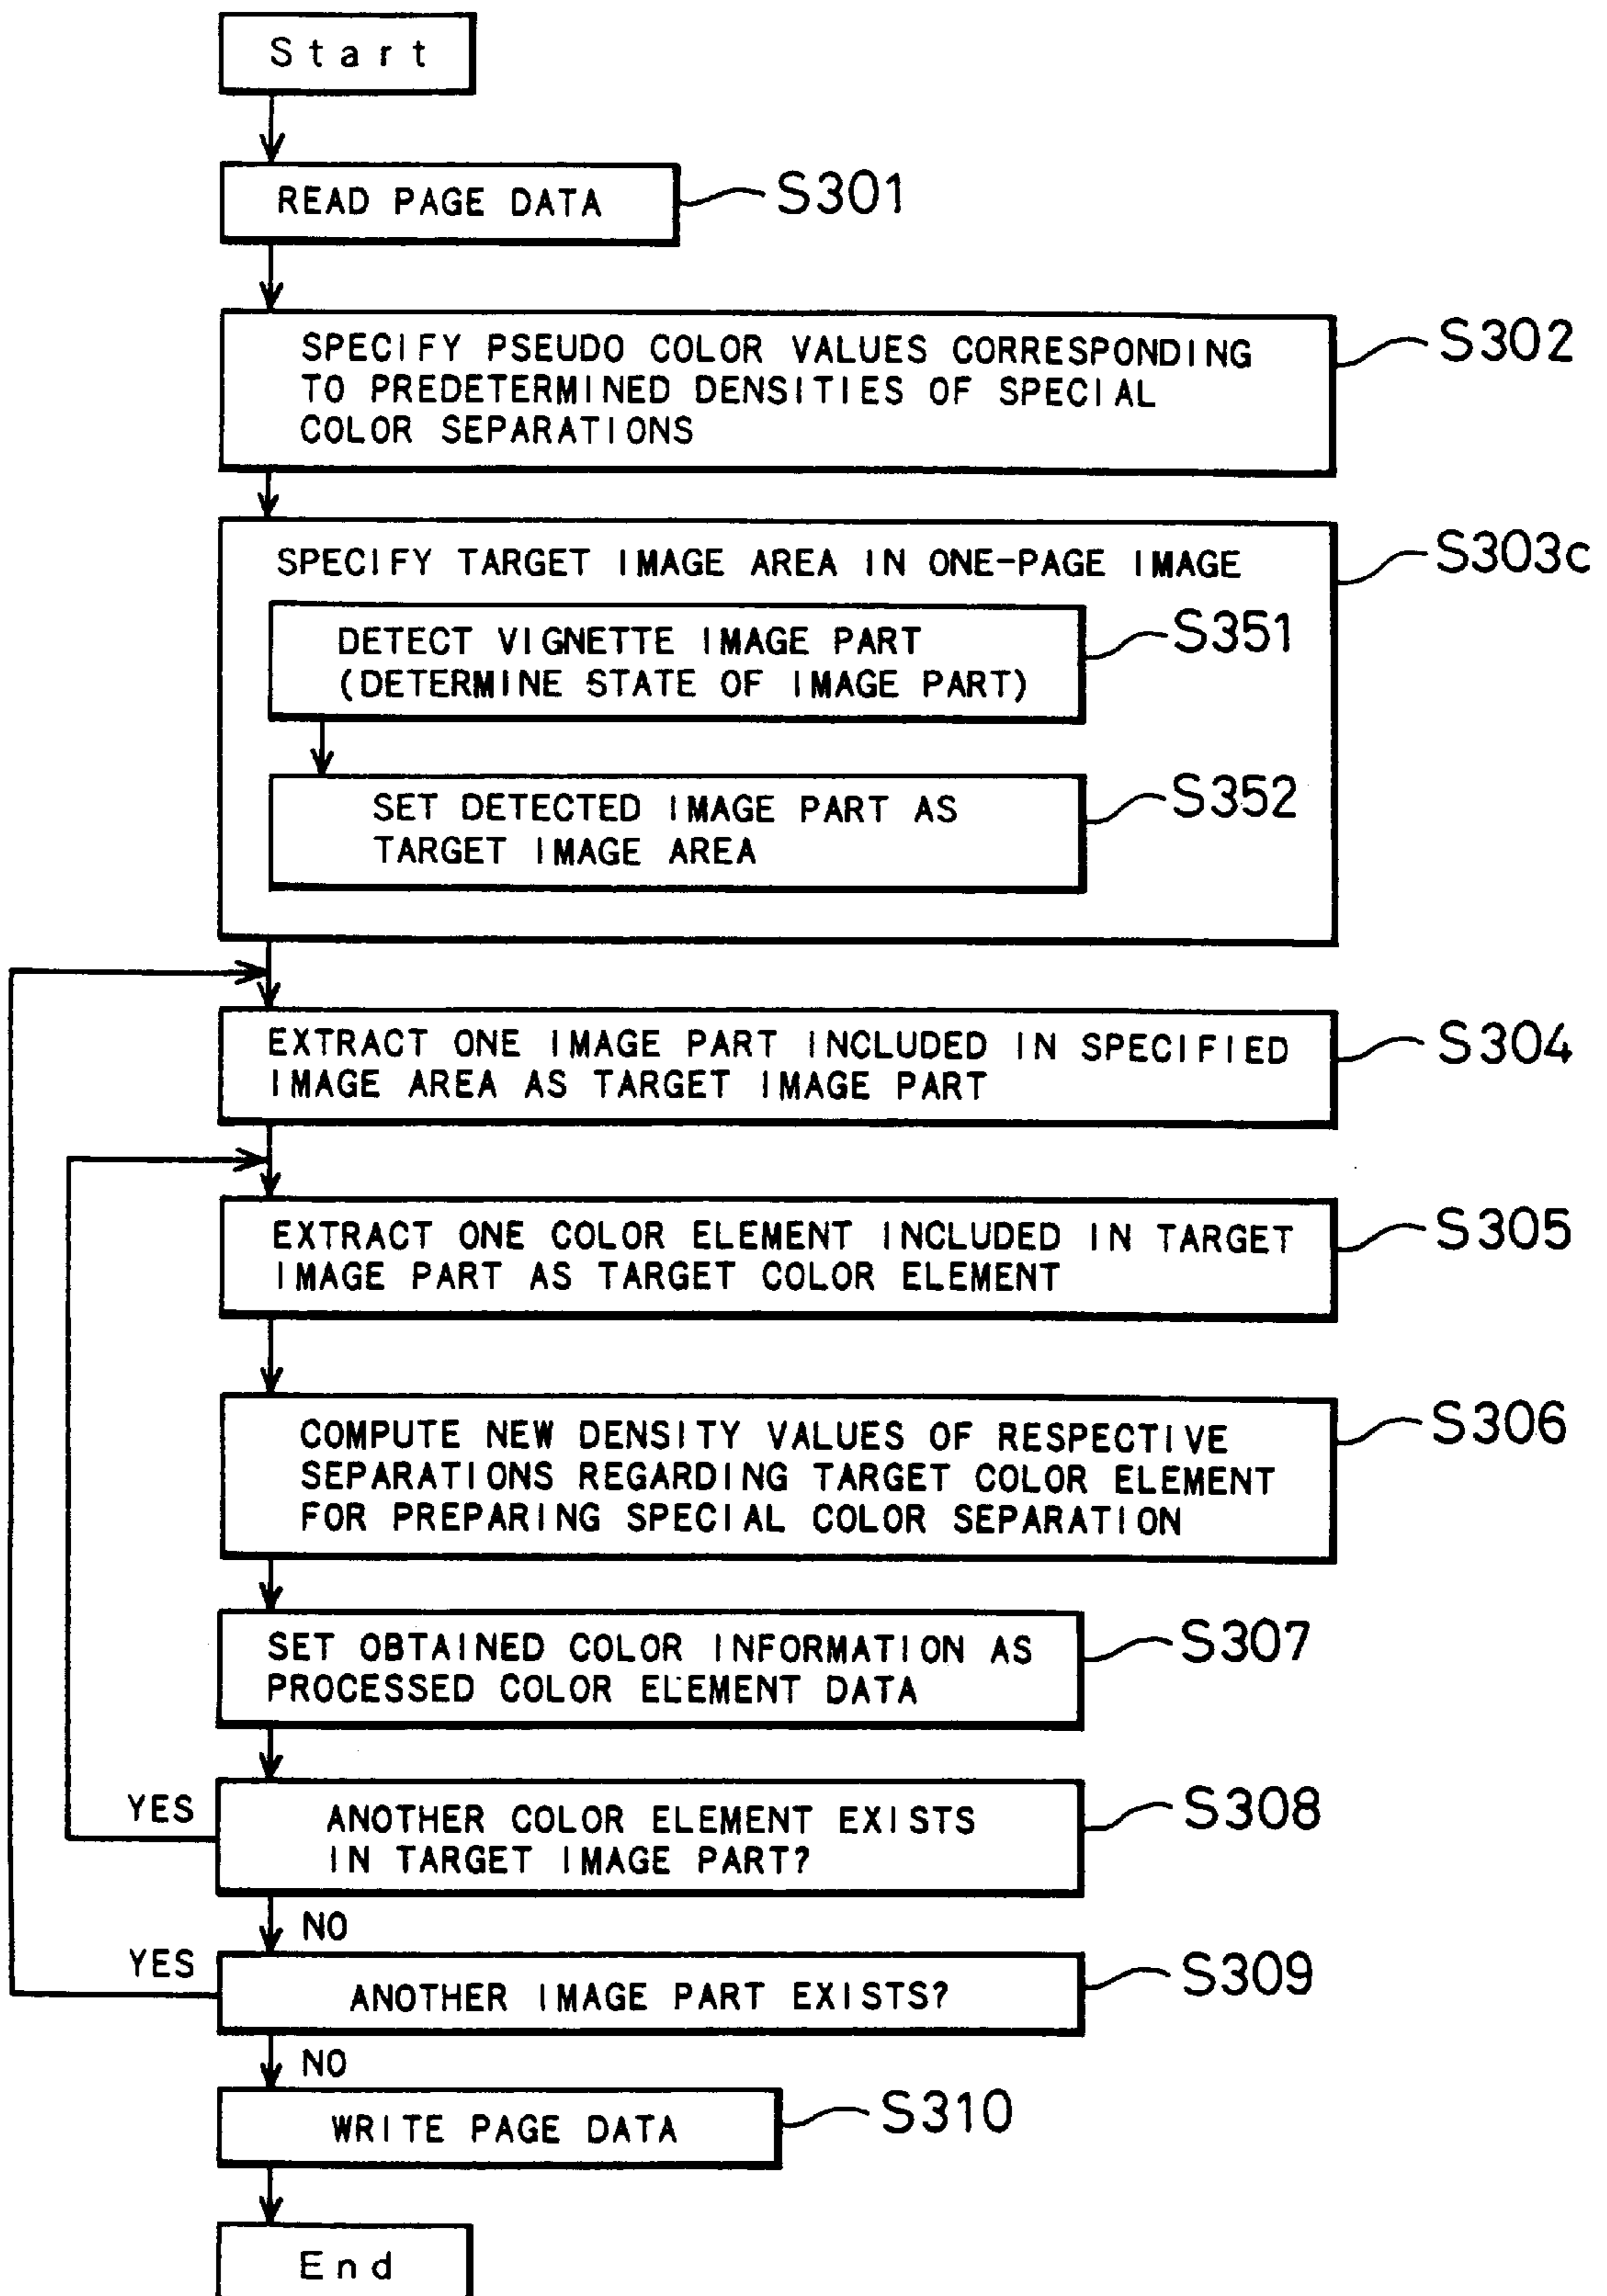 Start
READ PAGE DATA
S301
SPECIFY PSEUDO COLOR VALUES CORRESPONDING
TO PREDETERMINED DENSITIES OF SPECIAL
COLOR SEPARATIONS
S302
SPECIFY TARGET IMAGE AREA IN ONE-PAGE IMAGE
S303c
DETECT VIGNETTE IMAGE PART
(DETERMINE STATE OF IMAGE PART)
S351
SET DETECTED IMAGE PART AS
TARGET IMAGE AREA
S352
EXTRACT ONE IMAGE PART INCLUDED IN SPECIFIED
IMAGE AREA AS TARGET IMAGE PART
S304
EXTRACT ONE COLOR ELEMENT INCLUDED IN TARGET
IMAGE PART AS TARGET COLOR ELEMENT
S305
COMPUTE NEW DENSITY VALUES OF RESPECTIVE
SEPARATIONS REGARDING TARGET COLOR ELEMENT
FOR PREPARING SPECIAL COLOR SEPARATION
S306
SET OBTAINED COLOR INFORMATION AS
PROCESSED COLOR ELEMENT DATA
S307
YES
ANOTHER COLOR ELEMENT EXISTS
IN TARGET IMAGE PART?
S308
NO
YES
ANOTHER IMAGE PART EXISTS?
S309
NO
WRITE PAGE DATA
S310
End